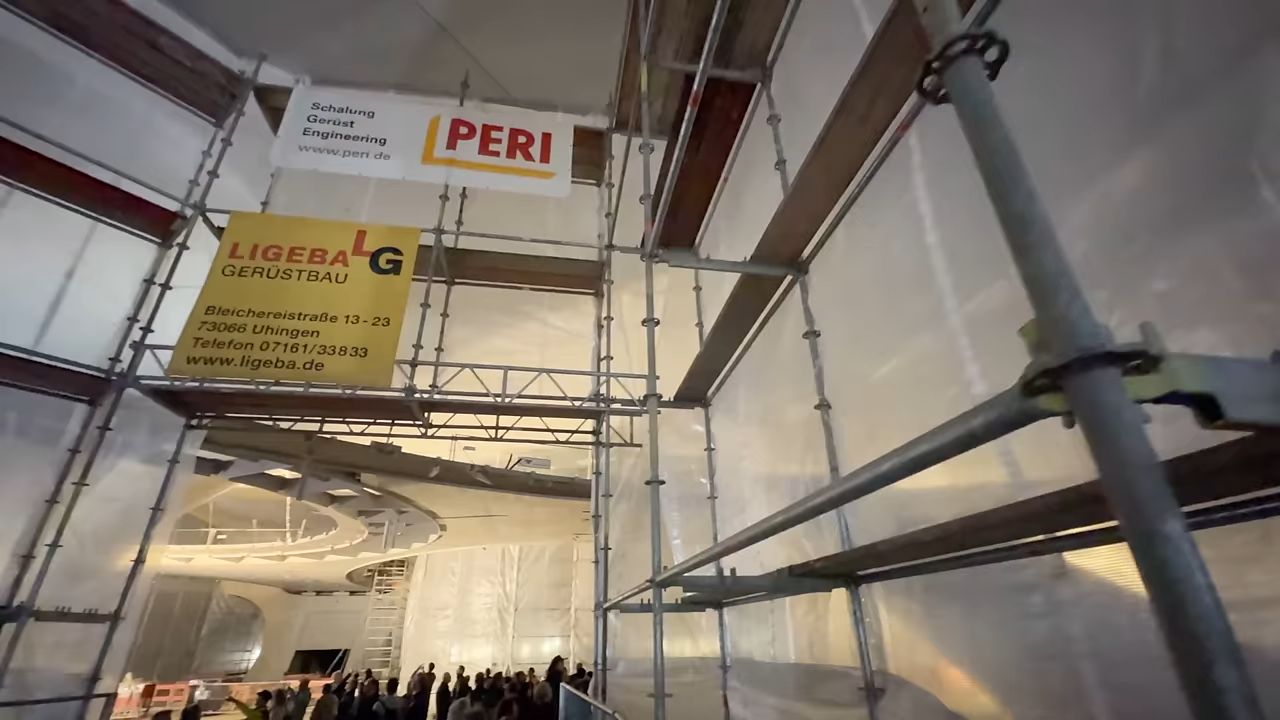 Schalung
Gerüst
Engineering
www.peri.de
PERI
LIGEBA LG
GERÜSTBAU
Bleichereistraße 13-23
73066 Uhingen
Telefon 07161/33833
www.ligeba.de